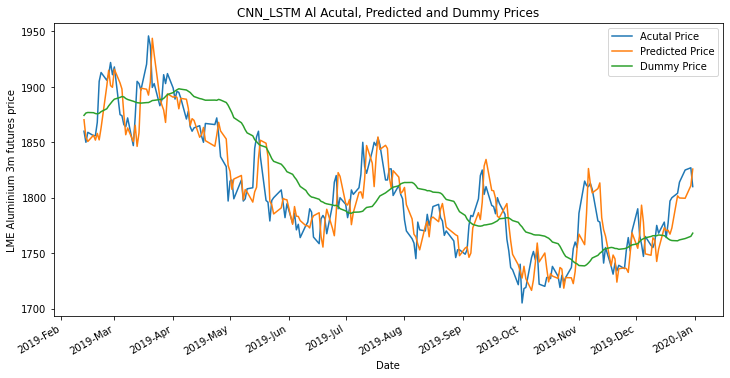 CNN_LSTM Al Acutal, Predicted and Dummy Prices
Acutal Price
Predicted Price
Dummy Price
LME Aluminium 3m futures price
1950
1900
1850
1800
1750
1700
2019-Feb
2019-Mar
2019-Apr
2019-May
2019-Jun
2019-Jul
2019-Aug
2019-Sep
2019-Oct
2019-Nov
2019-Dec
2020-Jan
Date